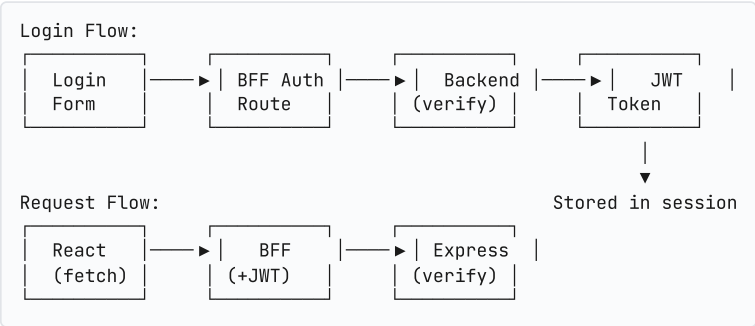 Login Flow:
Login BFF Auth Backend JWT
Form Route (verify) Token
Request Flow: Stored in session
React BFF Express
(fetch) (+JWT) (verify)